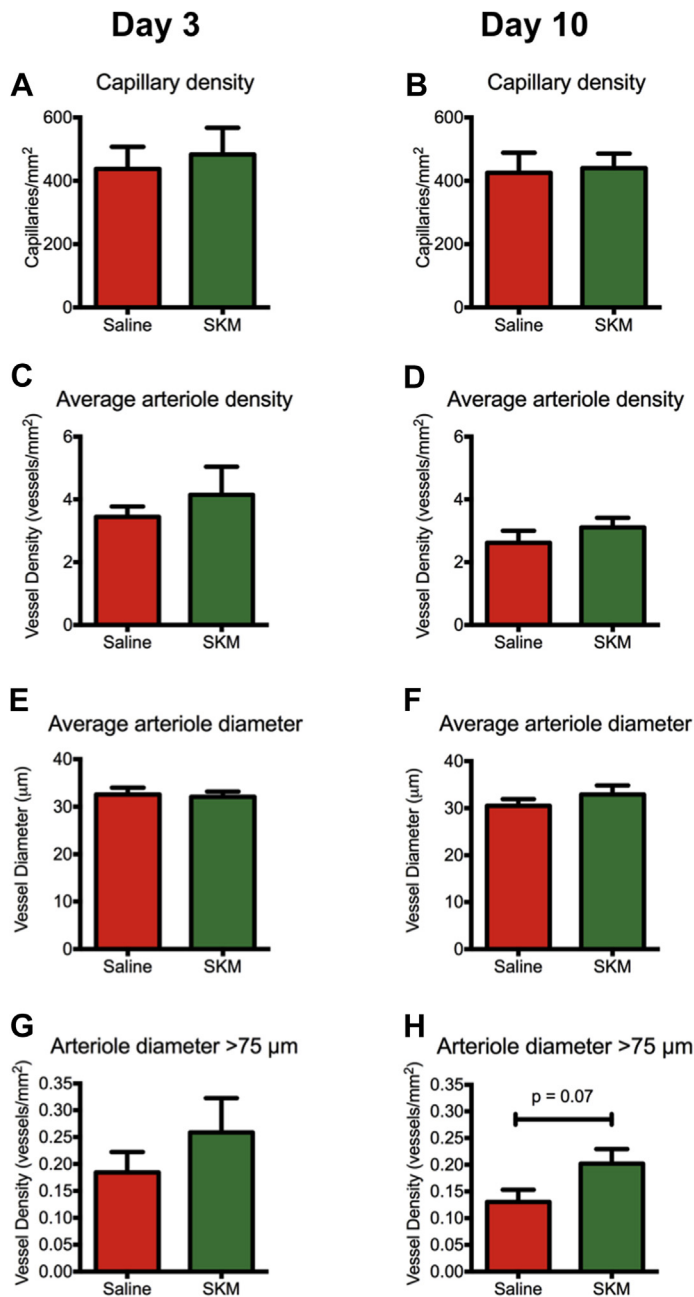 Day 3
Day 10
A
Capillary density
Capillaries/mm²
600
400
200
0
Saline
SKM
B
Capillary density
Capillaries/mm²
600
400
200
0
Saline
SKM
C
Average arteriole density
Vessel Density (vessels/mm²)
6
4
2
0
Saline
SKM
D
Average arteriole density
Vessel Density (vessels/mm²)
6
4
2
0
Saline
SKM
E
Average arteriole diameter
Vessel Diameter (μm)
40
30
20
10
0
Saline
SKM
F
Average arteriole diameter
Vessel Diameter (μm)
40
30
20
10
0
Saline
SKM
G
Arteriole diameter >75 μm
Vessel Density (vessels/mm²)
0.35
0.30
0.25
0.20
0.15
0.10
0.05
0.00
Saline
SKM
H
Arteriole diameter >75 μm
Vessel Density (vessels/mm²)
0.35
0.30
0.25
0.20
0.15
0.10
0.05
0.00
p = 0.07
Saline
SKM